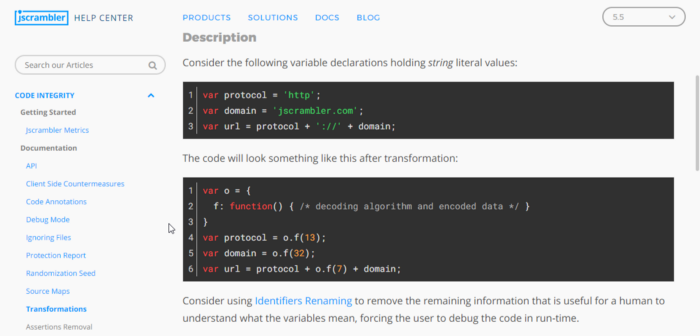 jscrambler HELP CENTER PRODUCTS SOLUTIONS DOCS BLOG 5.5
Search our Articles
CODE INTEGRITY
Getting Started
Jscrambler Metrics
Documentation
API
Client Side Countermeasures
Code Annotations
Debug Mode
Ignoring Files
Protection Report
Randomization Seed
Source Maps
Transformations
Assertions Removal
Description
Consider the following variable declarations holding string literal values:
1 var protocol = 'http';
2 var domain = 'jscrambler.com';
3 var url = protocol + '://' + domain;
The code will look something like this after transformation:
1 var o = {
2 f: function() { /* decoding algorithm and encoded data */ }
3 }
4 var protocol = o.f(13);
5 var domain = o.f(32);
6 var url = protocol + o.f(7) + domain;
Consider using Identifiers Renaming to remove the remaining information that is useful for a human to
understand what the variables mean, forcing the user to debug the code in run-time.